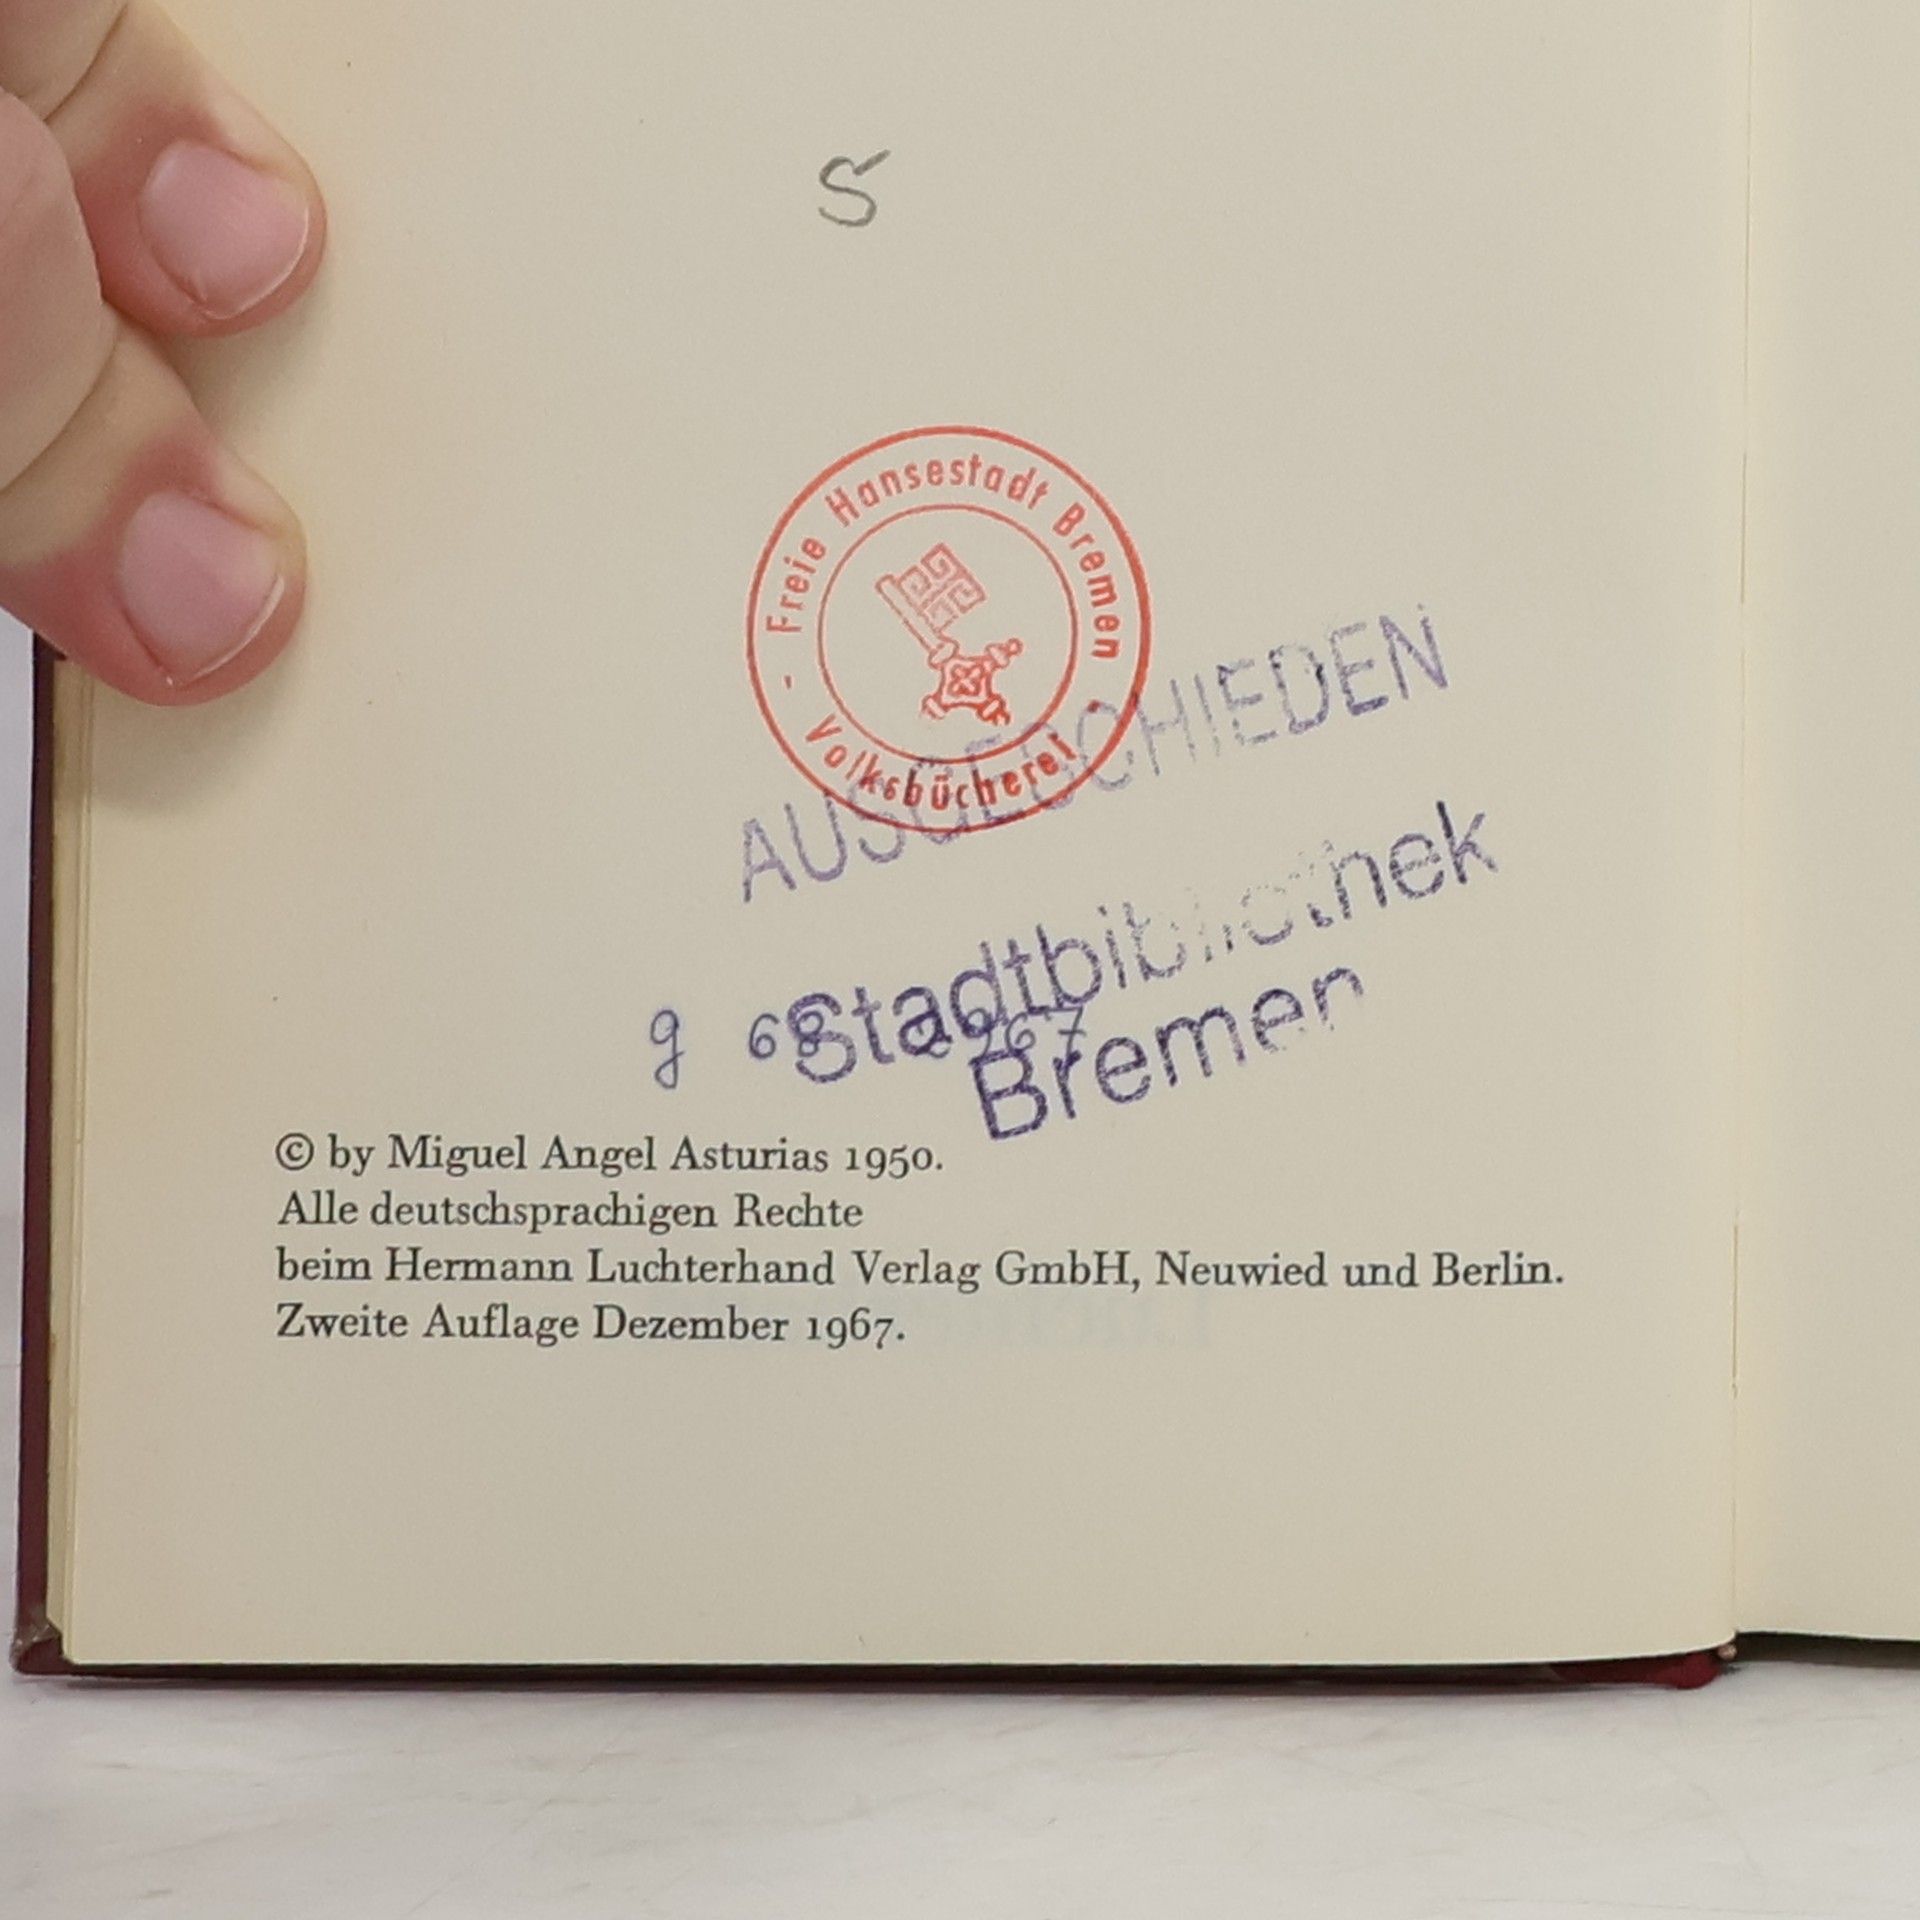 S
Freie Hansestadt Bremen
- Volksbücherei -
AUSGESCHIEDEN
Stadtbibliothek
Bremen
g 68
© by Miguel Angel Asturias 1950.
Alle deutschsprachigen Rechte
beim Hermann Luchterhand Verlag GmbH, Neuwied und Berlin.
Zweite Auflage Dezember 1967.